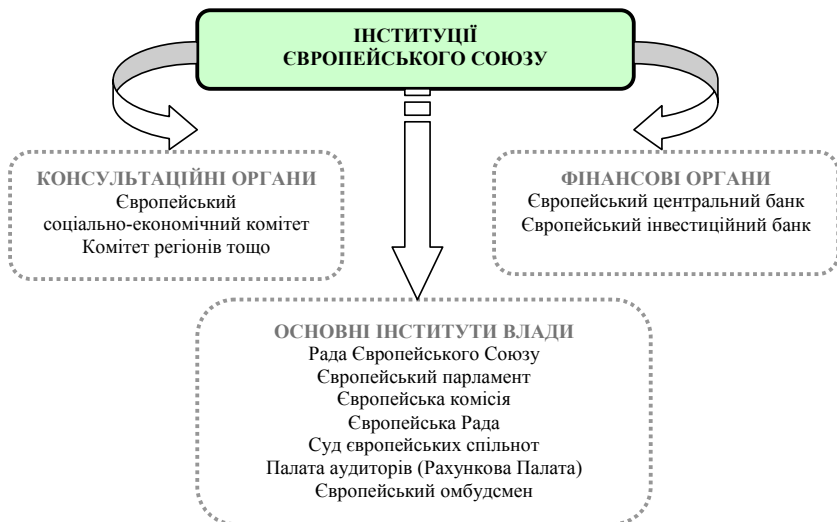 ІНСТИТУЦІЇ
ЄВРОПЕЙСЬКОГО СОЮЗУ
КОНСУЛЬТАЦІЙНІ ОРГАНИ
Європейський
соціально-економічний комітет
Комітет регіонів тощо
ФІНАНСОВІ ОРГАНИ
Європейський центральний банк
Європейський інвестиційний банк
ОСНОВНІ ІНСТИТУТИ ВЛАДИ
Рада Європейського Союзу
Європейський парламент
Європейська комісія
Європейська Рада
Суд європейських спільнот
Палата аудиторів (Рахункова Палата)
Європейський омбудсмен